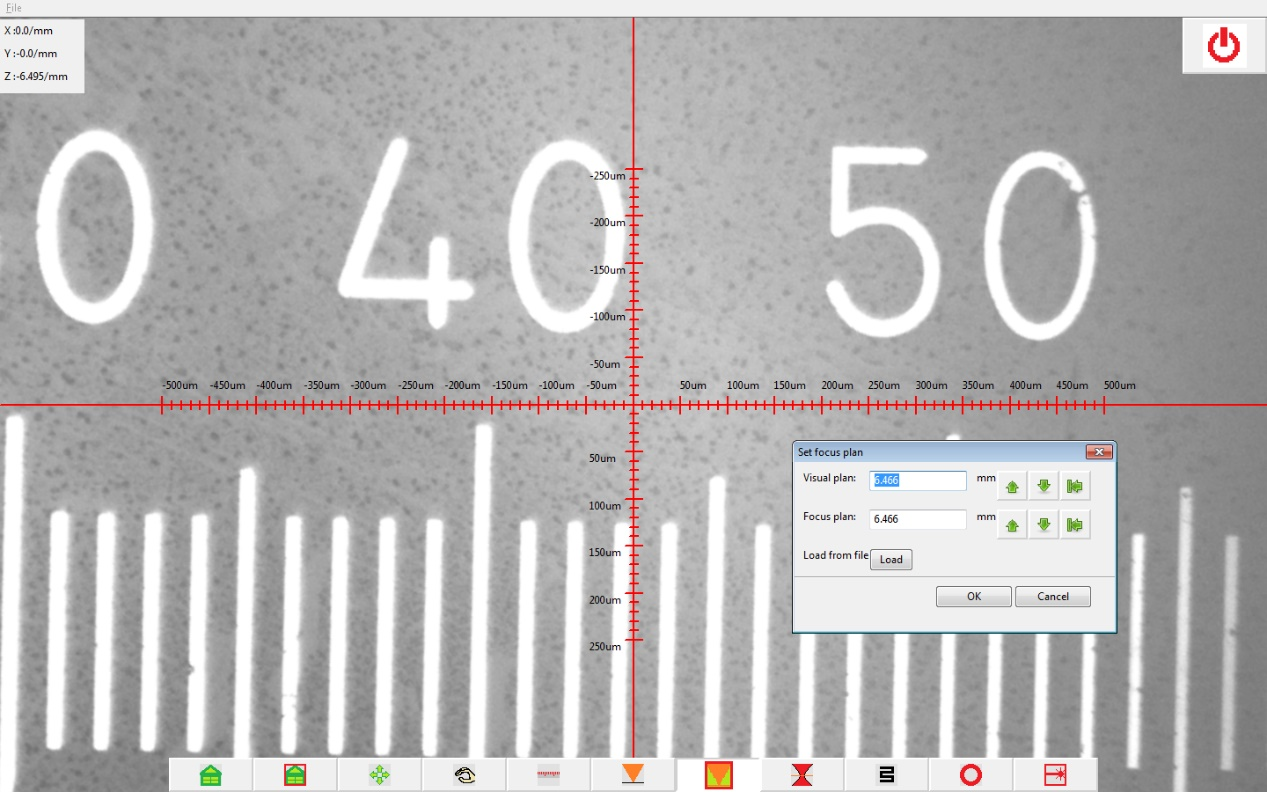 File
X :0.0/mm
Y :-0.0/mm
Z :-6.495/mm
0 40 50
-250um
-200um
-150um
-100um
-50um
-500um -450um -400um -350um -300um -250um -200um -150um -100um -50um 50um 100um 150um 200um 250um 300um 350um 400um 450um 500um
50um
100um
150um
200um
250um
Set focus plan
Visual plan: 6.466 mm
Focus plan: 6.466 mm
Load from file Load
OK Cancel